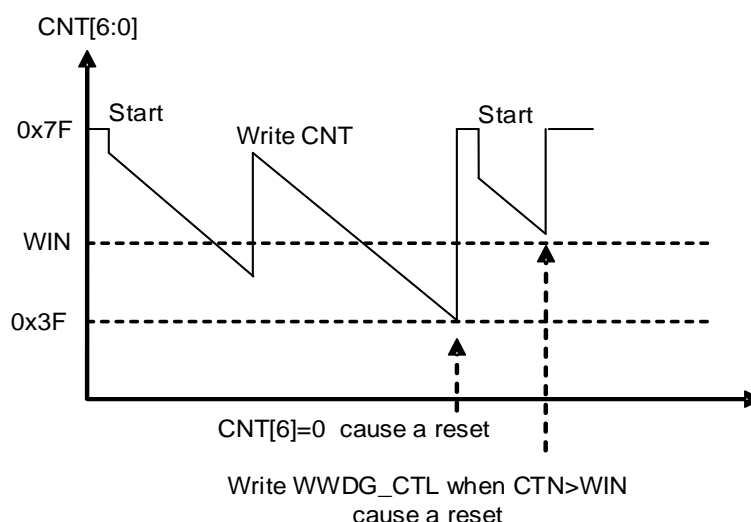 CNT[6:0]
Start
Start
0x7F
Write CNT
WIN
0x3F
CNT[6]=0 cause a reset
Write WWDG_CTL when CTN>WIN
cause a reset